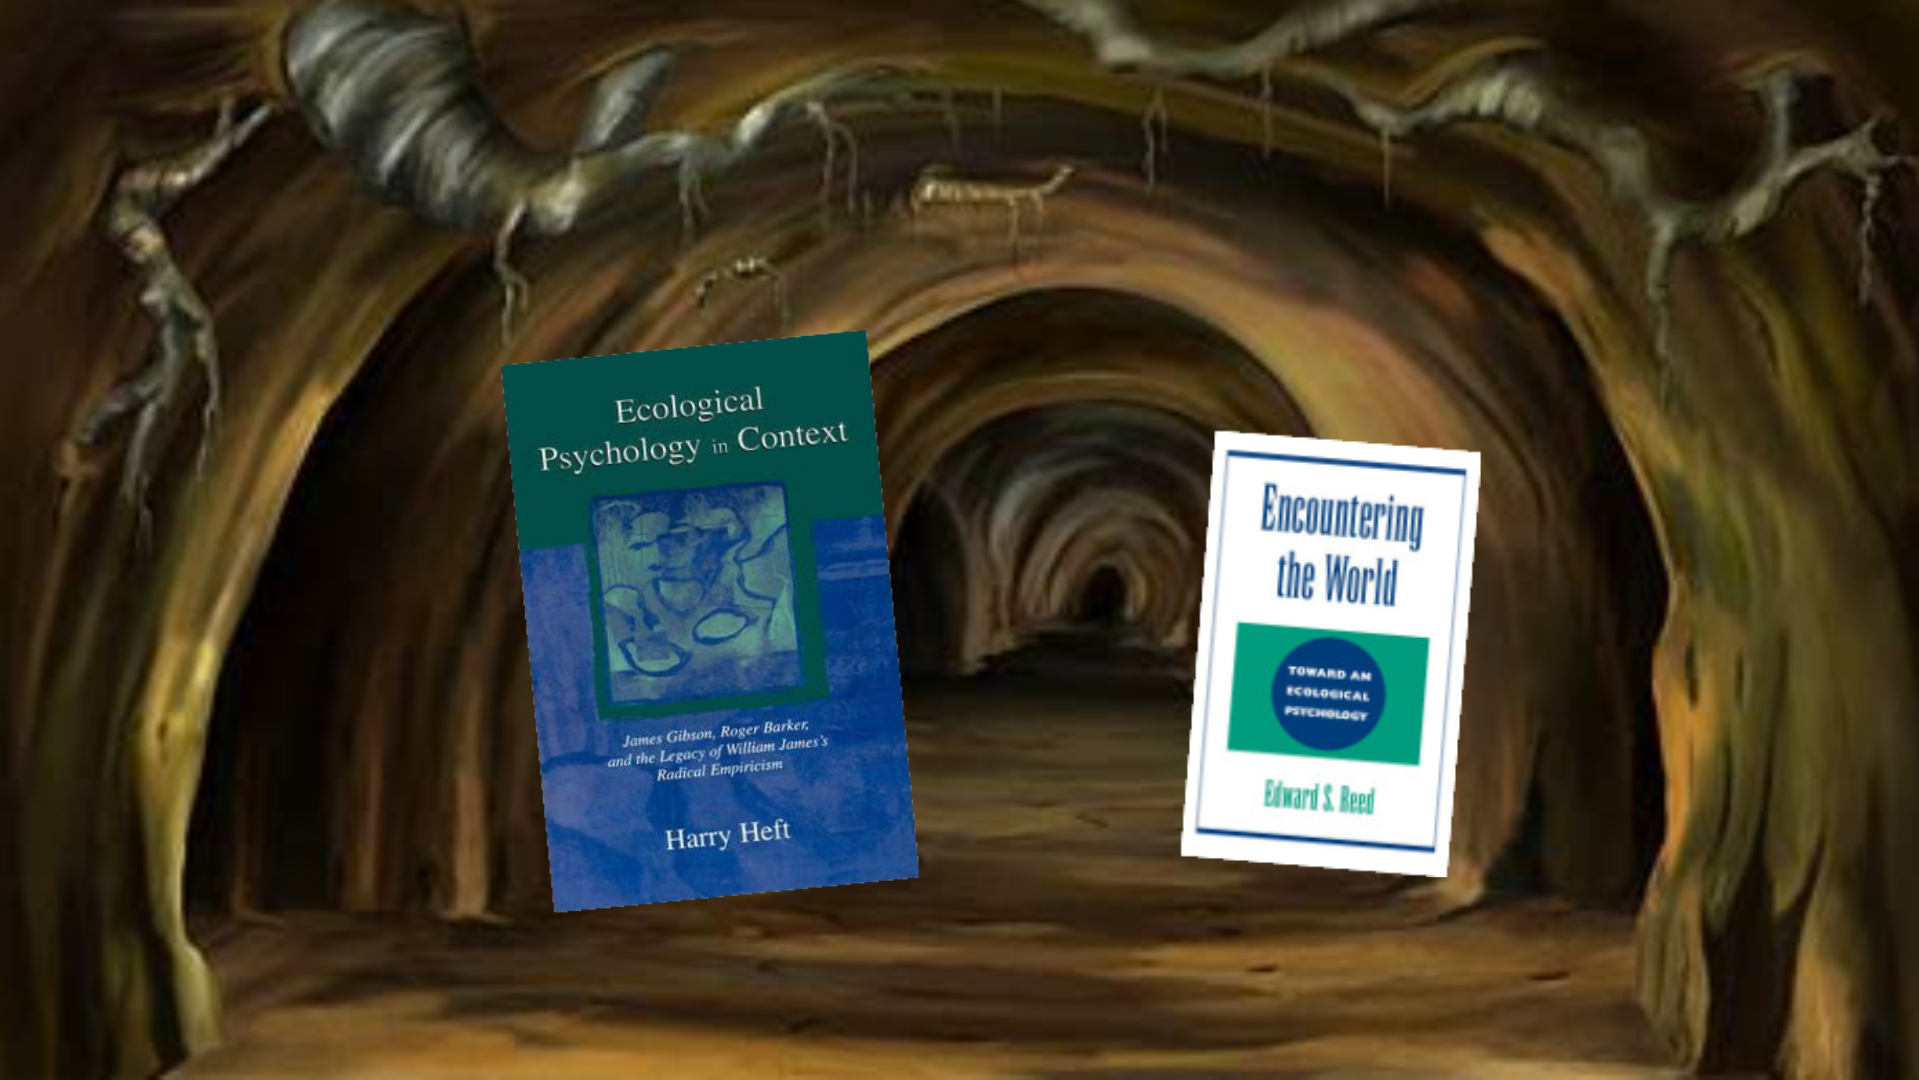 Ecological
Psychology in Context
James Gibson, Roger Barker,
and the Legacy of William James's
Radical Empiricism
Harry Heft
Encountering
the World
TOWARD AN
ECOLOGICAL
PSYCHOLOGY
Edward S. Reed